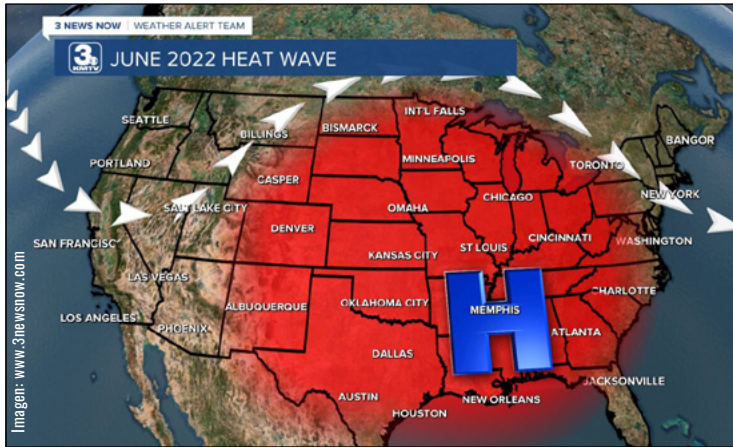 3 NEWS NOW | WEATHER ALERT TEAM
3 KMTV JUNE 2022 HEAT WAVE
SEATTLE
BILLINGS
BISMARCK
INT'L FALLS
BANGOR
PORTLAND
MINNEAPOLIS
TORONTO
CASPER
NEW YORK
SALT LAKE CITY
OMAHA
CHICAGO
SAN FRANCISC
DENVER
ST LOUIS
CINCINNATI
WASHINGTON
KANSAS CITY
LAS VEGAS
ALBUQUERQUE
OKLAHOMA CITY
H
MEMPHIS
CHARLOTTE
LOS ANGELES
PHOENIX
ATLANTA
DALLAS
AUSTIN
JACKSONVILLE
HOUSTON
NEW ORLEANS
Imagen: www.3newsnow.com